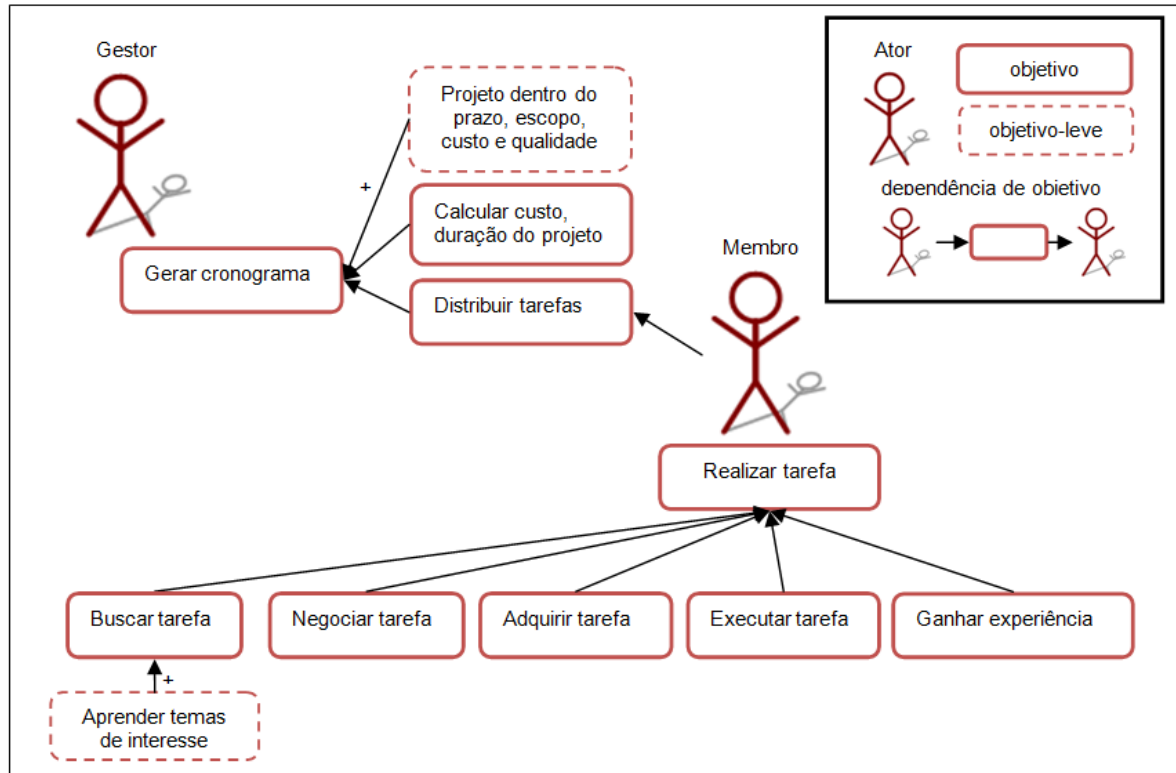 Gestor
Projeto dentro do
prazo, escopo,
custo e qualidade
+
Calcular custo,
duração do projeto
Gerar cronograma
Distribuir tarefas
Membro
Ator
objetivo
objetivo-leve
dependência de objetivo
Realizar tarefa
Buscar tarefa
Negociar tarefa
Adquirir tarefa
Executar tarefa
Ganhar experiência
+
Aprender temas
de interesse